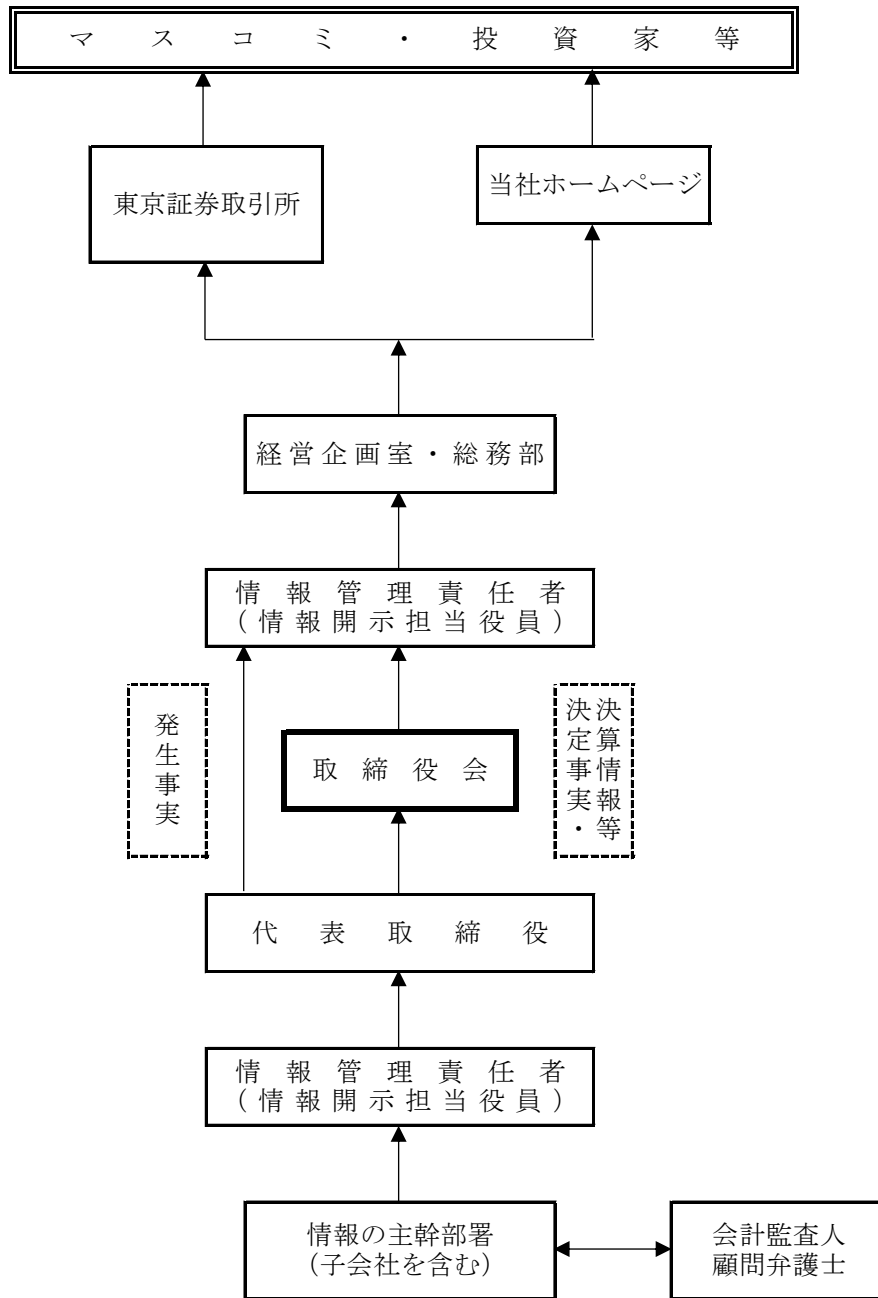 マスコミ・投資家等
東京証券取引所
当社ホームページ
経営企画室・総務部
情報管理責任者
(情報開示担当役員)
発生事実
取締役会
決算情報等
決定事実・
代表取締役
情報管理責任者
(情報開示担当役員)
情報の主幹部署
(子会社を含む)
会計監査人
顧問弁護士